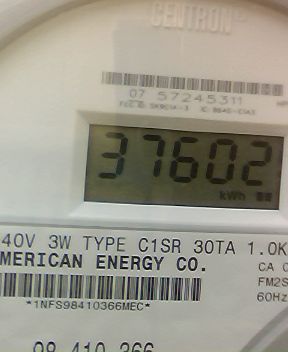 CENTRON
07 57245311
37602
kWh
40V 3W TYPE C1SR 30TA 1.0K
MERICAN ENERGY CO.
CA 0
FM2S
60Hz
*1NFS98410366MEC*
98 410 366